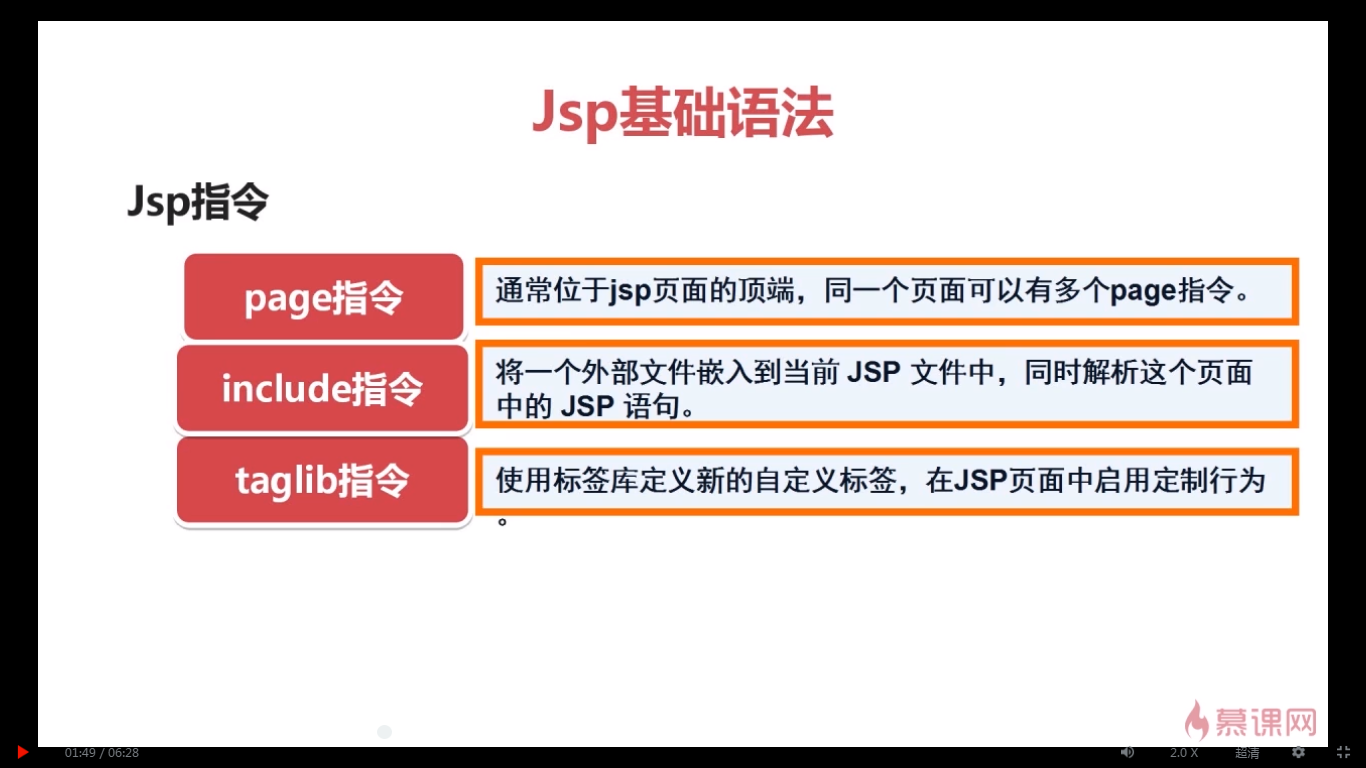 Jsp基础语法
Jsp指令
page指令
通常位于jsp页面的顶端，同一个页面可以有多个page指令。
include指令
将一个外部文件嵌入到当前 JSP 文件中，同时解析这个页面
中的 JSP 语句。
taglib指令
使用标签库定义新的自定义标签，在JSP页面中启用定制行为
。
慕课网
01:49 / 06:28
2.0 X
超清